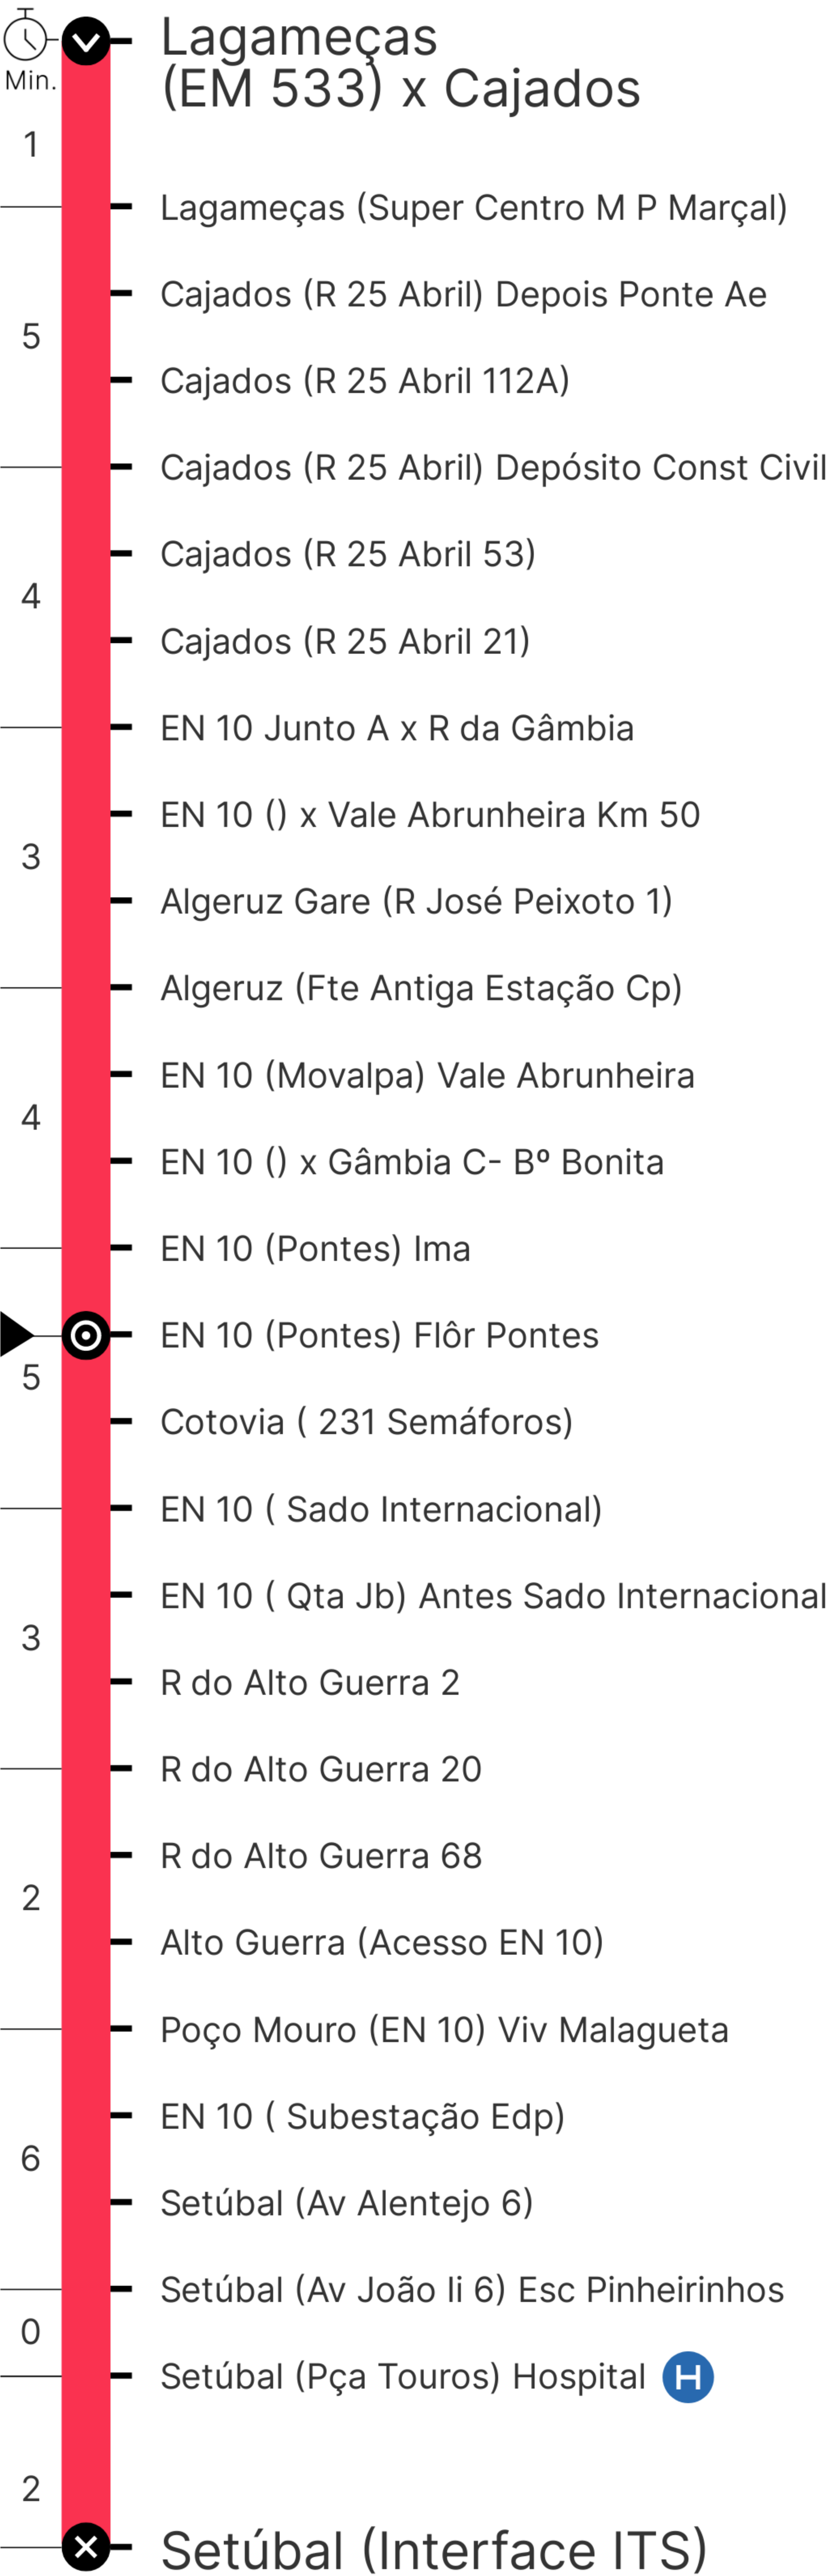 Min.
Lagameças
(EM 533) x Cajados
1
Lagameças (Super Centro M P Marçal)
Cajados (R 25 Abril) Depois Ponte Ae
5
Cajados (R 25 Abril 112A)
Cajados (R 25 Abril) Depósito Const Civil
Cajados (R 25 Abril 53)
4
Cajados (R 25 Abril 21)
EN 10 Junto A x R da Gâmbia
EN 10 () x Vale Abrunheira Km 50
3
Algeruz Gare (R José Peixoto 1)
Algeruz (Fte Antiga Estação Cp)
EN 10 (Movalpa) Vale Abrunheira
4
EN 10 () x Gâmbia C- Bº Bonita
EN 10 (Pontes) Ima
EN 10 (Pontes) Flôr Pontes
5
Cotovia ( 231 Semáforos)
EN 10 ( Sado Internacional)
EN 10 ( Qta Jb) Antes Sado Internacional
3
R do Alto Guerra 2
R do Alto Guerra 20
R do Alto Guerra 68
2
Alto Guerra (Acesso EN 10)
Poço Mouro (EN 10) Viv Malagueta
EN 10 ( Subestação Edp)
6
Setúbal (Av Alentejo 6)
Setúbal (Av João Ii 6) Esc Pinheirinhos
0
Setúbal (Pça Touros) Hospital H
2
Setúbal (Interface ITS)